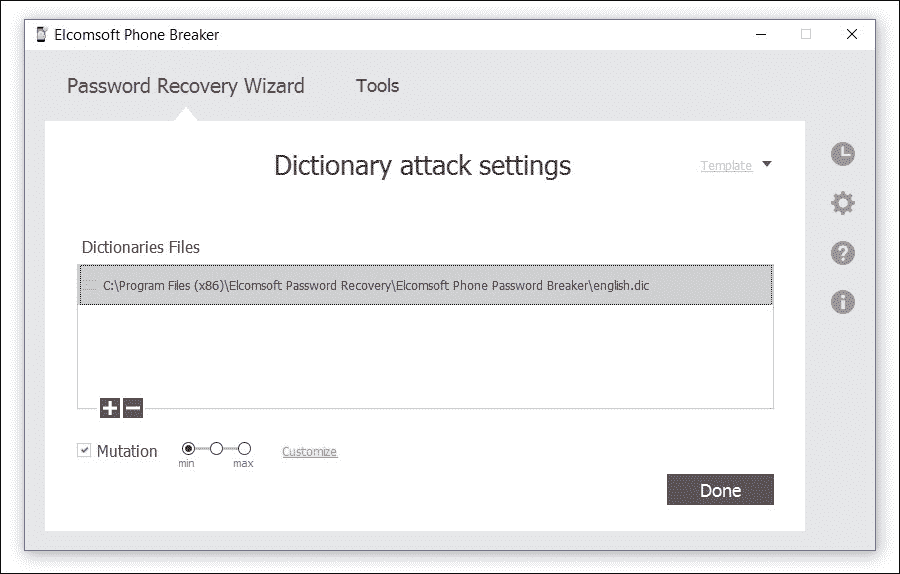 Elcomsoft Phone Breaker
Password Recovery Wizard Tools
Dictionary attack settings
Template
Dictionaries Files
C:\Program Files (x86)\Elcomsoft Password Recovery\Elcomsoft Phone Password Breaker\english.dic
Mutation
min max
Customize
Done